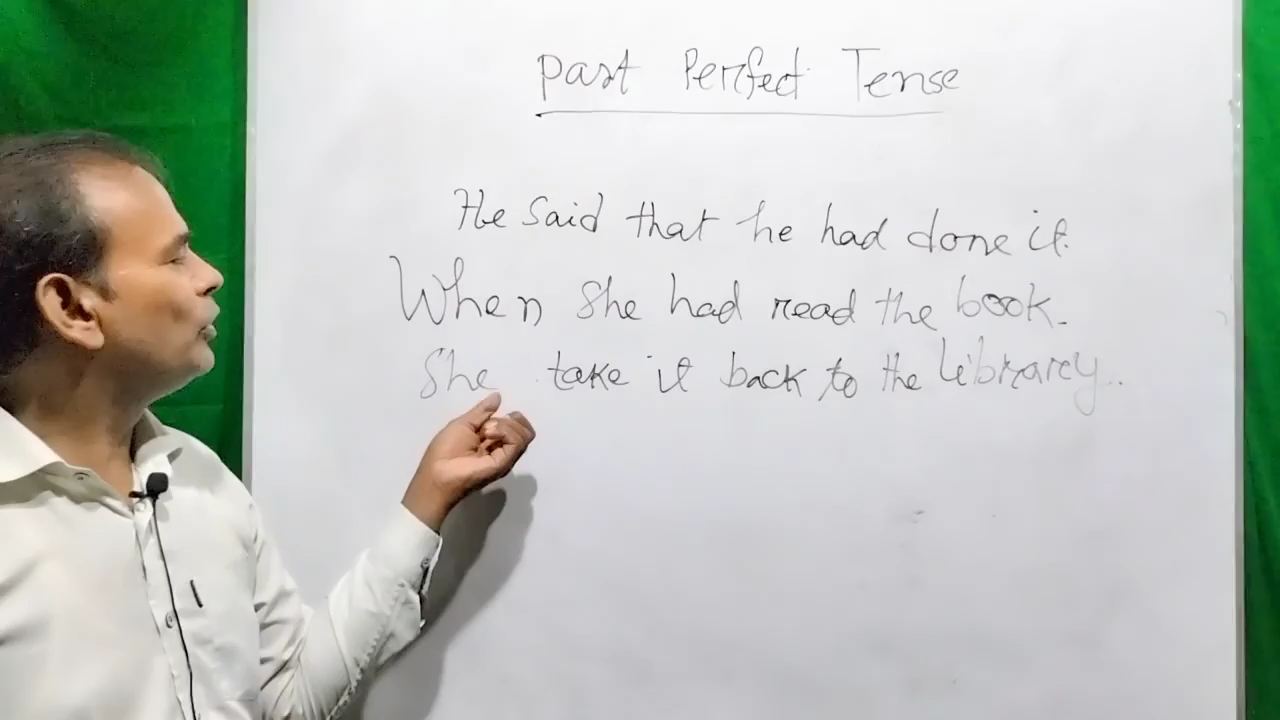 Past Perfect Tense
He said that he had done it.
When she had read the book.
She take it back to the library..